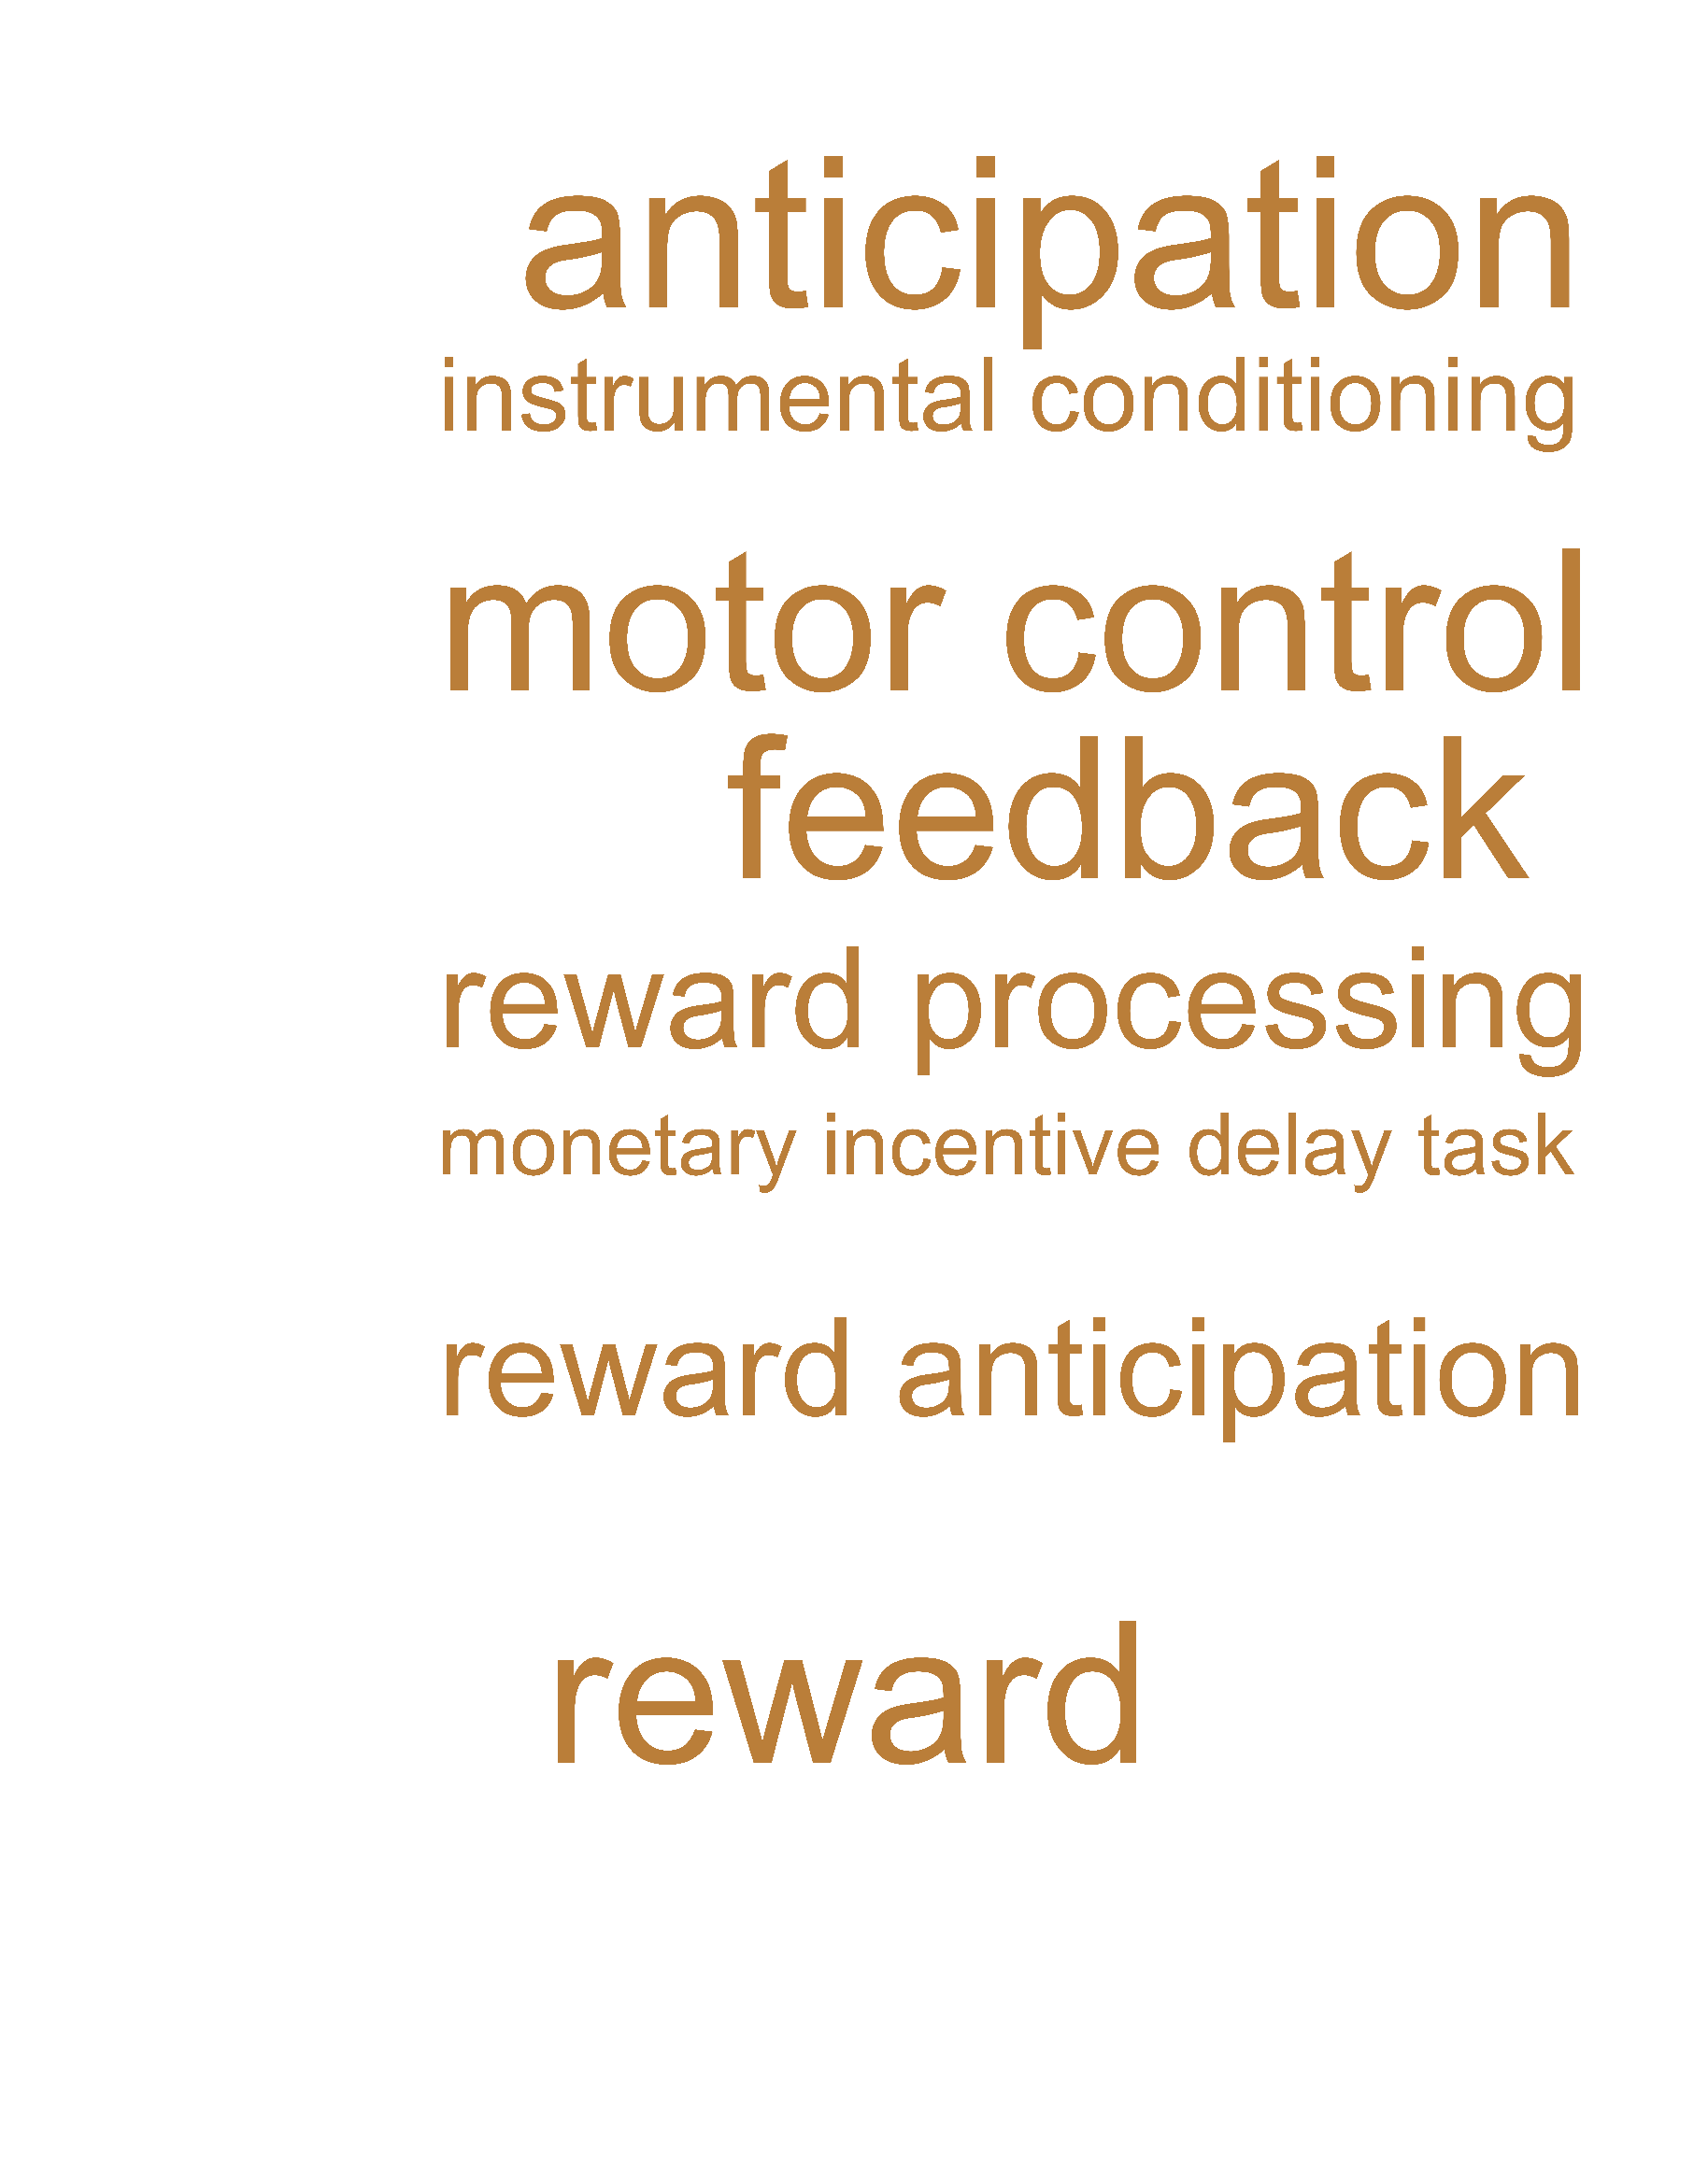 anticipation
instrumental conditioning
motor control
feedback
reward processing
monetary incentive delay task
reward anticipation
reward